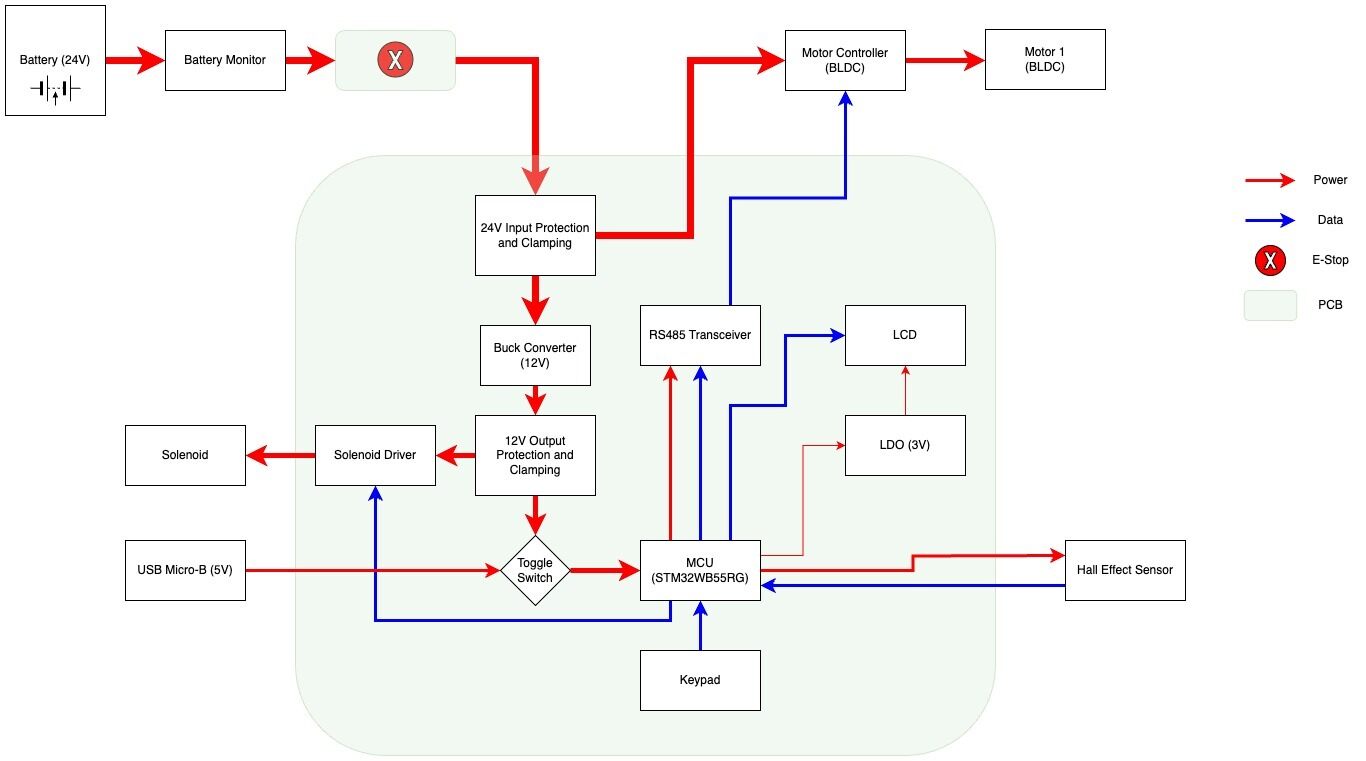 Battery (24V)
Battery Monitor
X
Motor Controller
(BLDC)
Motor 1
(BLDC)
Power
Data
X
E-Stop
PCB
24V Input Protection
and Clamping
Buck Converter
(12V)
RS485 Transceiver
LCD
12V Output
Protection and
Clamping
Solenoid Driver
Solenoid
LDO (3V)
USB Micro-B (5V)
Toggle
Switch
MCU
(STM32WB55RG)
Hall Effect Sensor
Keypad